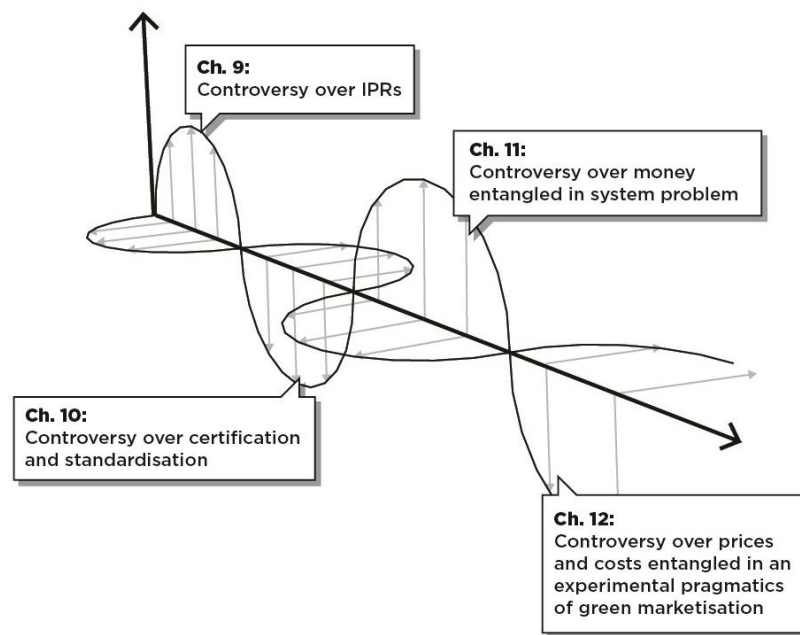 Ch. 9:
Controversy over IPRs
Ch. 11:
Controversy over money
entangled in system problem
Ch. 10:
Controversy over certification
and standardisation
Ch. 12:
Controversy over prices
and costs entangled in an
experimental pragmatics
of green marketisation